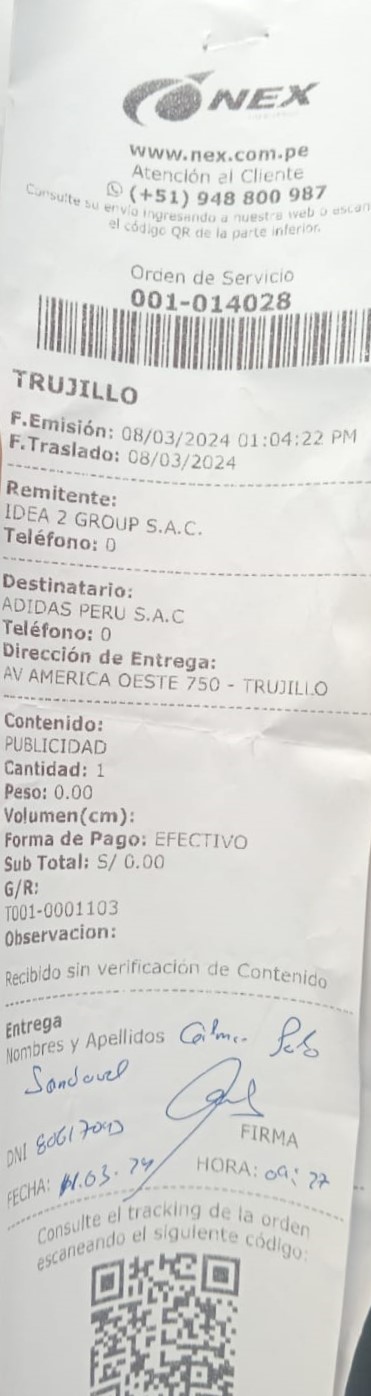 NEX
www.nex.com.pe
Atención al Cliente
(+51) 948 800 987
Consulte su envío ingresando a nuestra web o escan
el código QR de la parte inferior.
Orden de Servicio
001-014028
TRUJILLO
F.Emisión: 08/03/2024 01:04:22 PM
F.Traslado: 08/03/2024
Remitente:
IDEA 2 GROUP S.A.C.
Teléfono: 0
Destinatario:
ADIDAS PERU S.A.C
Teléfono: 0
Dirección de Entrega:
AV AMERICA OESTE 750 - TRUJILLO
Contenido:
PUBLICIDAD
Cantidad: 1
Peso: 0.00
Volumen(cm):
Forma de Pago: EFECTIVO
Sub Total: S/ 0.00
G/R:
T001-0001103
Observacion:
Recibido sin verificación de Contenido
Entrega
Nombres y Apellidos
Sandoval
DNI
FIRMA
FECHA: 11.03.24
HORA: 09:27
Consulte el tracking de la orden
escaneando el siguiente código: